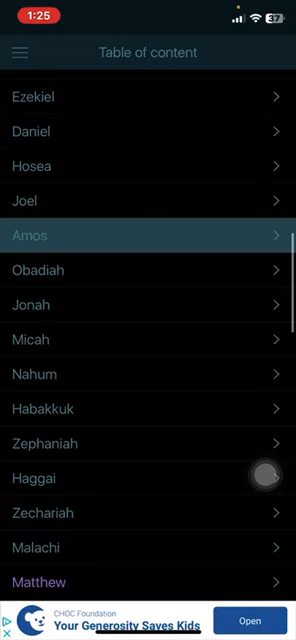 1:25
37
Table of content
Ezekiel
Daniel
Hosea
Joel
Amos
Obadiah
Jonah
Micah
Nahum
Habakkuk
Zephaniah
Haggai
Zechariah
Malachi
Matthew
CHOC Foundation
Your Generosity Saves Kids
Open